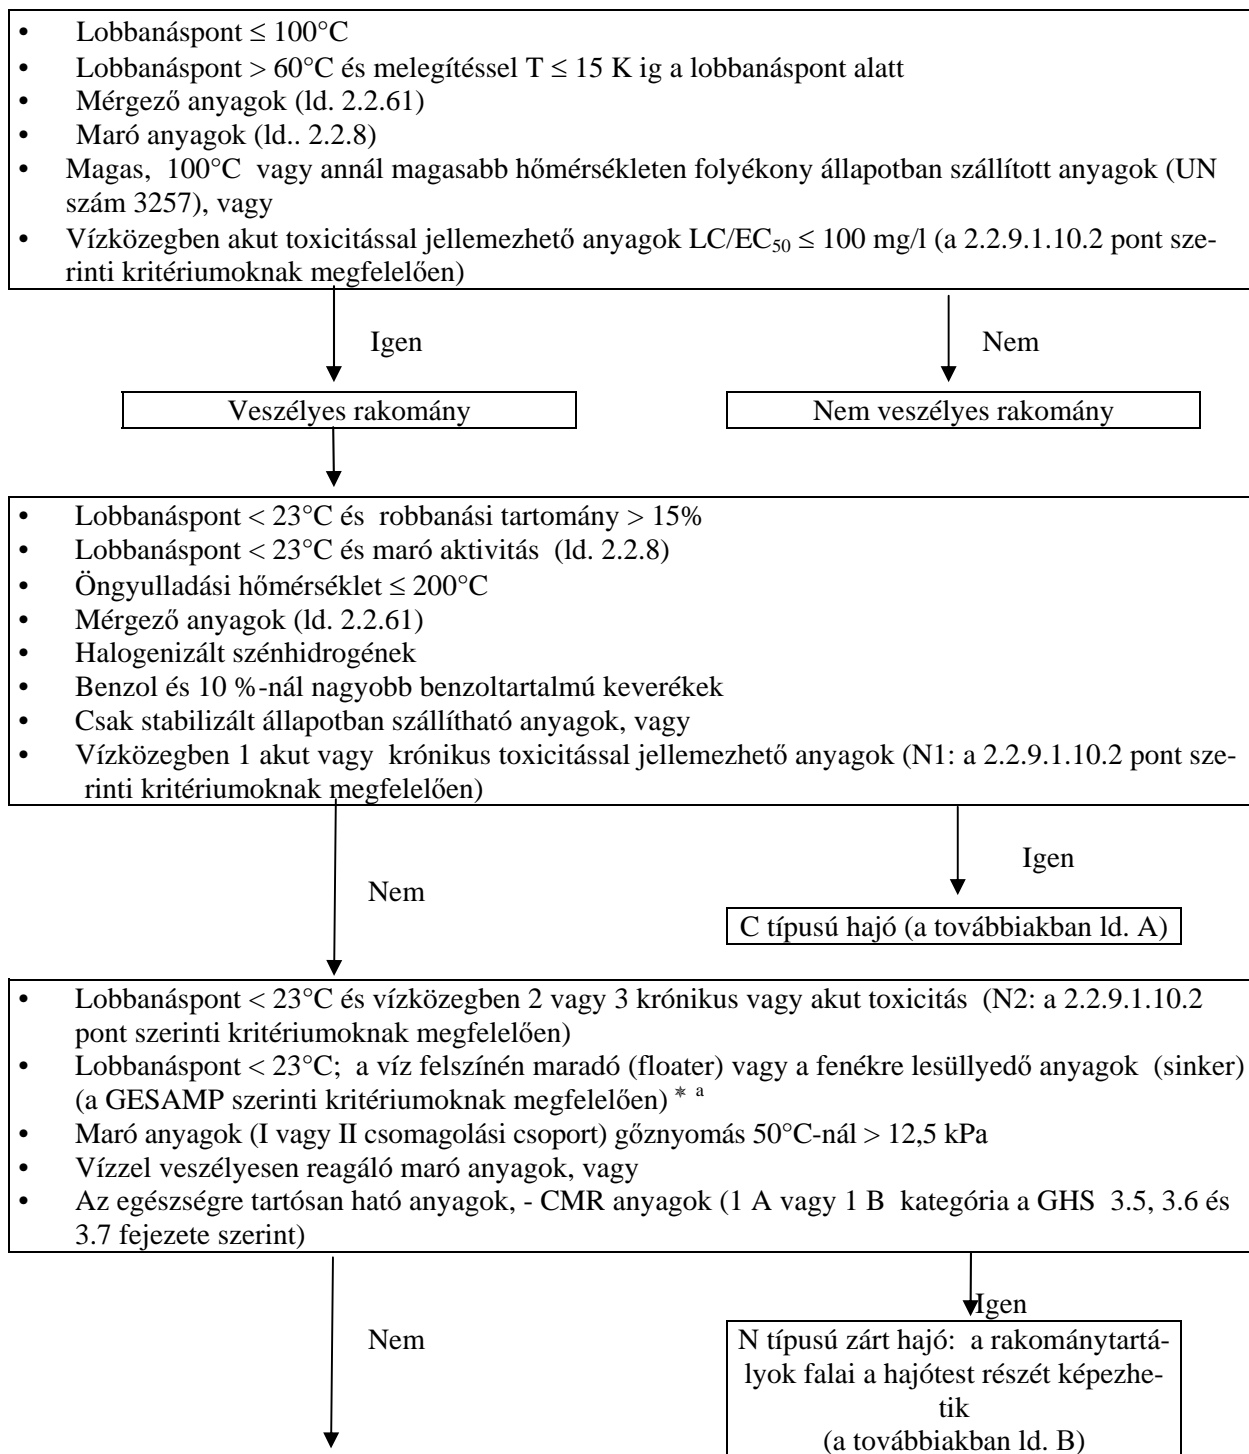 • Lobbanáspont ≤ 100°C
• Lobbanáspont > 60°C és melegítéssel T ≤ 15 K ig a lobbanáspont alatt
• Mérgező anyagok (ld. 2.2.61)
• Maró anyagok (ld.. 2.2.8)
• Magas, 100°C vagy annál magasabb hőmérsékleten folyékony állapotban szállított anyagok (UN
szám 3257), vagy
• Vízközegben akut toxicitással jellemezhető anyagok LC/EC50 ≤ 100 mg/l (a 2.2.9.1.10.2 pont sze-
rinti kritériumoknak megfelelően)
Igen
Nem
Veszélyes rakomány
Nem veszélyes rakomány
• Lobbanáspont < 23°C és robbanási tartomány > 15%
• Lobbanáspont < 23°C és maró aktivitás (ld. 2.2.8)
• Öngyulladási hőmérséklet ≤ 200°C
• Mérgező anyagok (ld. 2.2.61)
• Halogenizált szénhidrogének
• Benzol és 10 %-nál nagyobb benzoltartalmú keverékek
• Csak stabilizált állapotban szállítható anyagok, vagy
• Vízközegben 1 akut vagy krónikus toxicitással jellemezhető anyagok (N1: a 2.2.9.1.10.2 pont sze-
rinti kritériumoknak megfelelően)
Igen
Nem
C típusú hajó (a továbbiakban ld. A)
• Lobbanáspont < 23°C és vízközegben 2 vagy 3 krónikus vagy akut toxicitás (N2: a 2.2.9.1.10.2
pont szerinti kritériumoknak megfelelően)
• Lobbanáspont < 23°C; a víz felszínén maradó (floater) vagy a fenékre lesüllyedő anyagok (sinker)
(a GESAMP szerinti kritériumoknak megfelelően) * a
• Maró anyagok (I vagy II csomagolási csoport) gőznyomás 50°C-nál > 12,5 kPa
• Vízzel veszélyesen reagáló maró anyagok, vagy
• Az egészségre tartósan ható anyagok, - CMR anyagok (1 A vagy 1 B kategória a GHS 3.5, 3.6 és
3.7 fejezete szerint)
Igen
Nem
N típusú zárt hajó: a rakománytartá-
lyok falai a hajótest részét képezhe-
tik
(a továbbiakban ld. B)